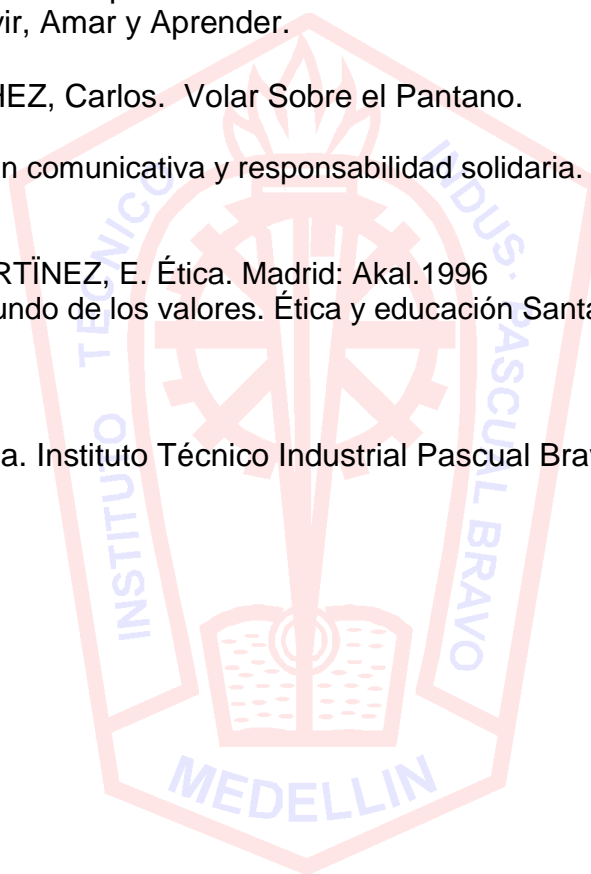 vir, Amar y Aprender.
HEZ, Carlos. Volar Sobre el Pantano.
n comunicativa y responsabilidad solidaria.
RTÏNEZ, E. Ética. Madrid: Akal.1996
undo de los valores. Ética y educación Santa
a. Instituto Técnico Industrial Pascual Brav
INSTITUTO TECNICO
INDUS. PASCUAL BRAVO
MEDELLIN